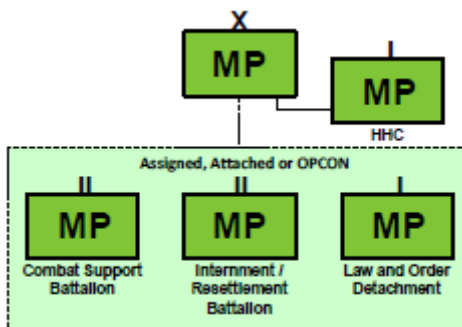 X
MP
I
MP
HHC
Assigned, Attached or OPCON
II
MP
Combat Support
Battalion
II
MP
Internment /
Resettlement
Battalion
I
MP
Law and Order
Detachment